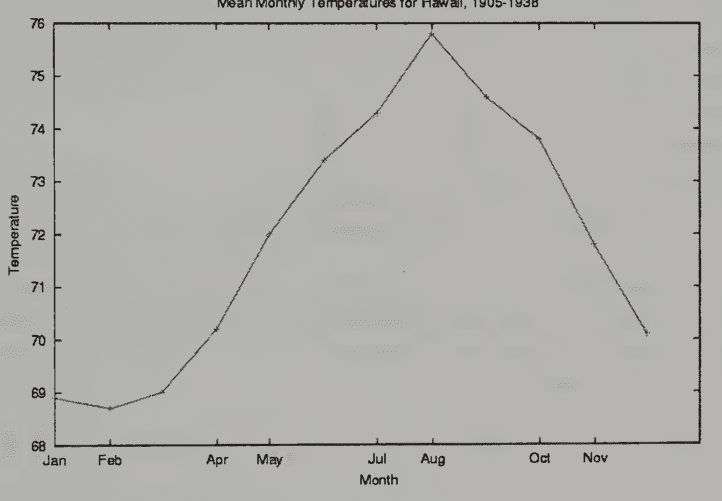 Mean Monthly Temperatures for Hawaii, 1905-1938
76
75
74
73
72
71
70
69
68
Temperature
Jan Feb Apr May Jul Aug Oct Nov
Month